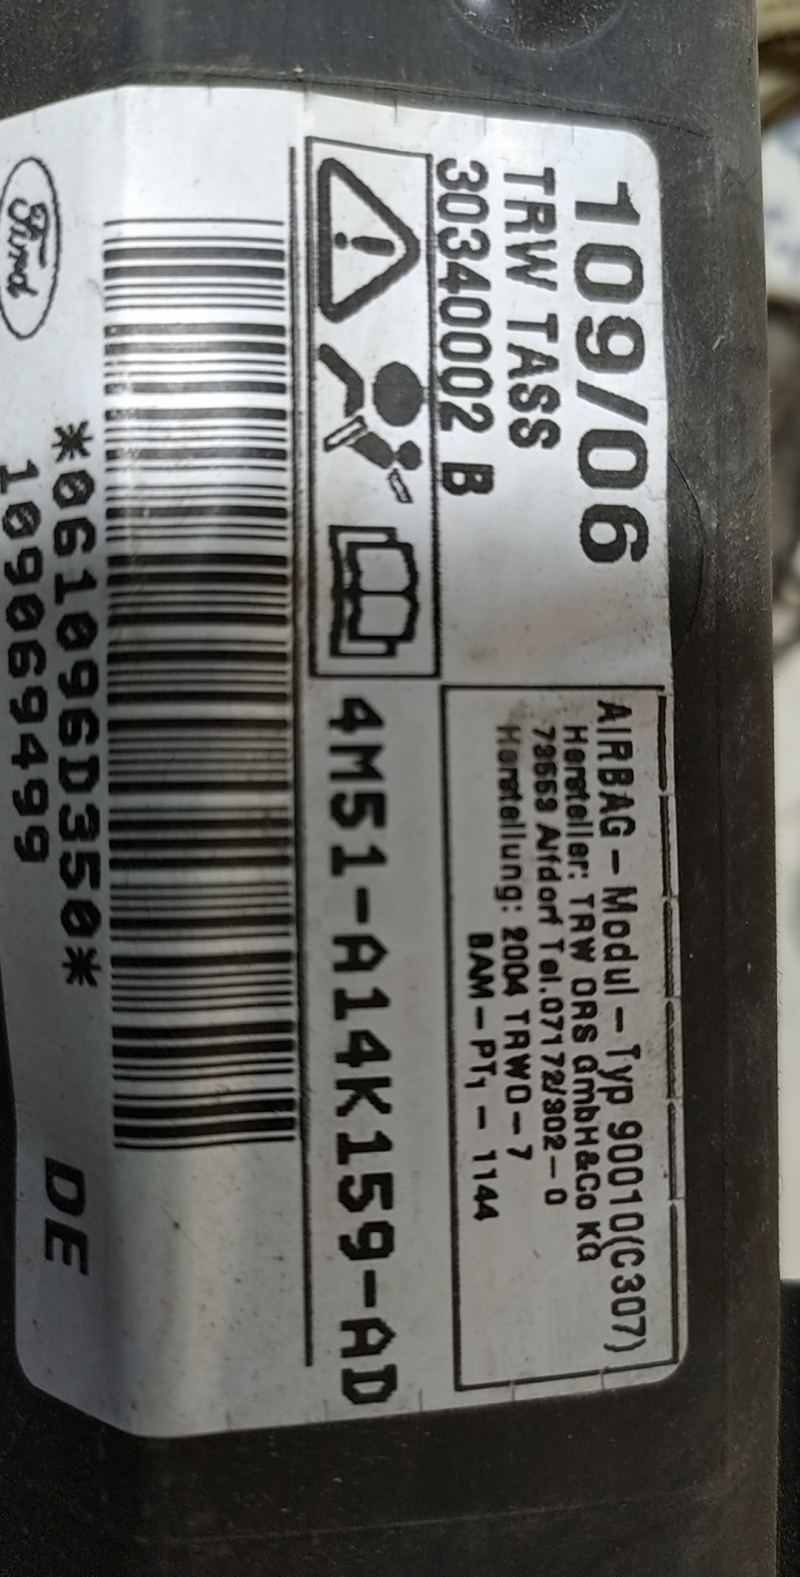 109/06
TRW TASS
30340002 B
AIRBAG-Modul-Typ 90010(C307)
Hersteller: TRW ORS GmbH&Co KG
73553 Alfdorf Tel.07172/302-0
Herstellung: 2004 TRWO-7
BAM-PT1-1144
4M51-A14K159-AD
Ford
*061096D350*
109069499
DE